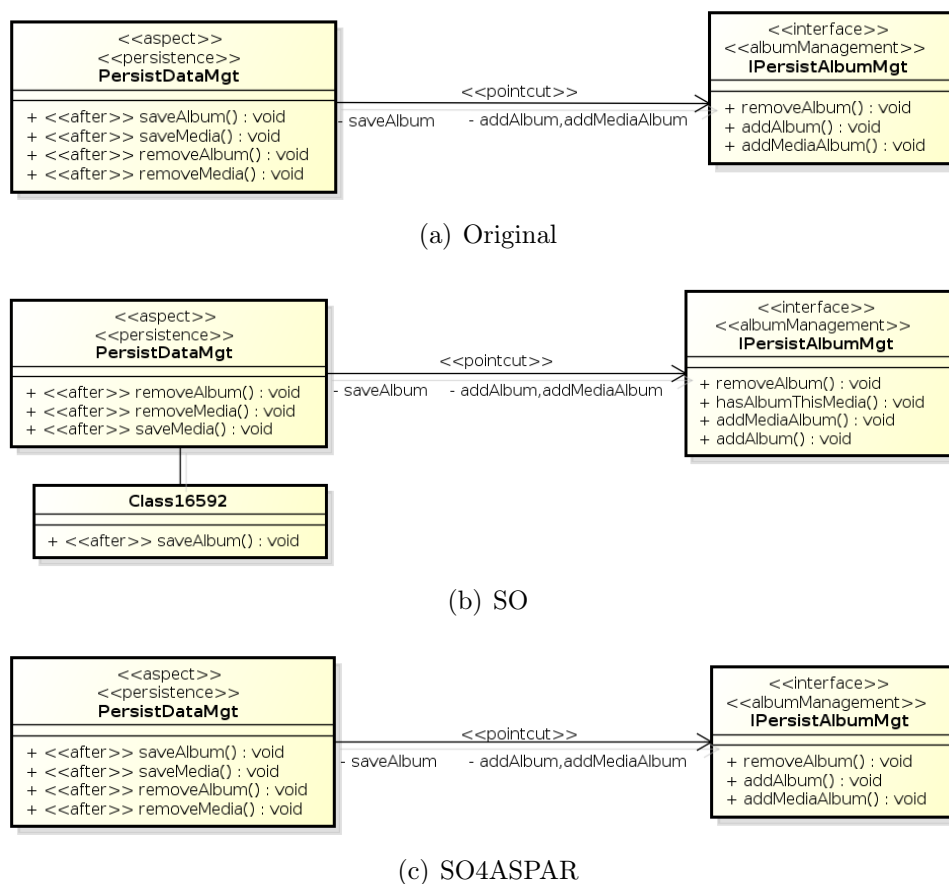 <<aspect>>
<<persistence>>
PersistDataMgt
+ <<after>> saveAlbum() : void
+ <<after>> saveMedia() : void
+ <<after>> removeAlbum() : void
+ <<after>> removeMedia() : void
<<pointcut>>
- saveAlbum
- addAlbum,addMediaAlbum
<<interface>>
<<albumManagement>>
IPersistAlbumMgt
+ removeAlbum() : void
+ addAlbum() : void
+ addMediaAlbum() : void
(a) Original
<<aspect>>
<<persistence>>
PersistDataMgt
+ <<after>> removeAlbum() : void
+ <<after>> removeMedia() : void
+ <<after>> saveMedia() : void
Class16592
+ <<after>> saveAlbum() : void
<<pointcut>>
- saveAlbum
- addAlbum,addMediaAlbum
<<interface>>
<<albumManagement>>
IPersistAlbumMgt
+ removeAlbum() : void
+ hasAlbumThisMedia() : void
+ addMediaAlbum() : void
+ addAlbum() : void
(b) SO
<<aspect>>
<<persistence>>
PersistDataMgt
+ <<after>> saveAlbum() : void
+ <<after>> saveMedia() : void
+ <<after>> removeAlbum() : void
+ <<after>> removeMedia() : void
<<pointcut>>
- saveAlbum
- addAlbum,addMediaAlbum
<<interface>>
<<albumManagement>>
IPersistAlbumMgt
+ removeAlbum() : void
+ addAlbum() : void
+ addMediaAlbum() : void
(c) SO4ASPAR